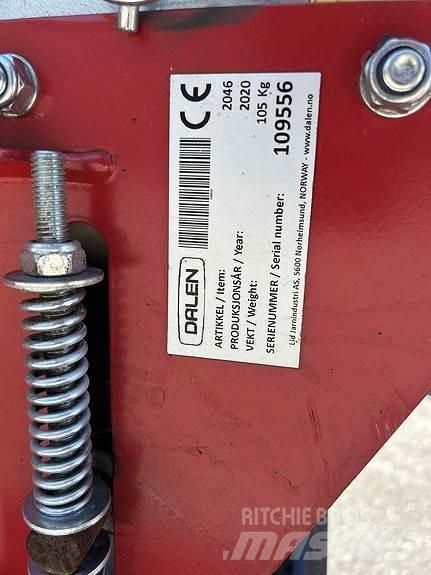 DALEN
CE
ARTIKKEL / Item: 2046
PRODUKSJONSÅR / Year: 2020
VEKT / Weight: 105 Kg
SERIENUMMER / Serial number: 109556
Lid Jarnindustri AS, 5600 Norheimsund, NORWAY - www.dalen.no
RITCHIE BROS
MASCUS